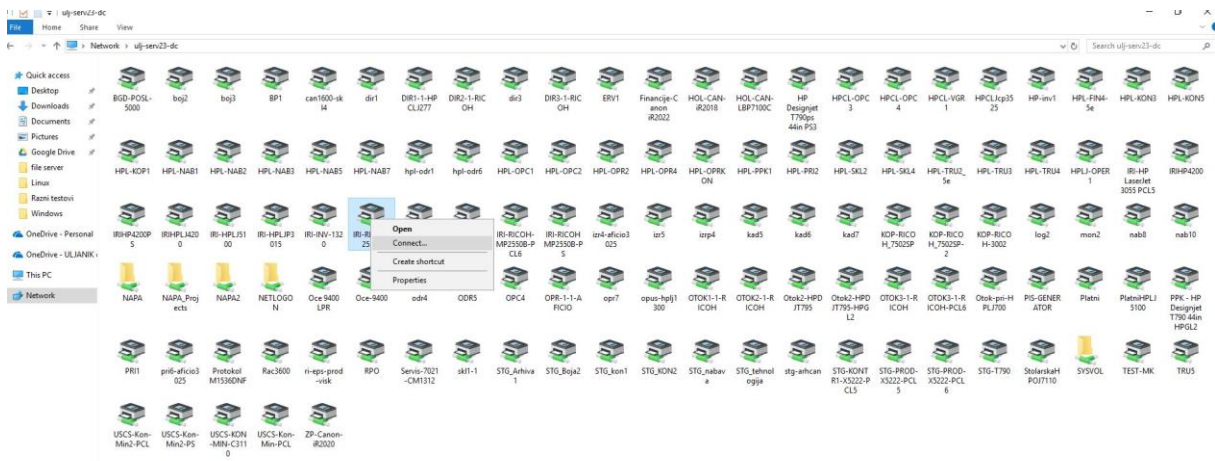 ulj-serv23-dc
File Home Share View
Network › ulj-serv23-dc
Search ulj-serv23-dc
Quick access
Desktop
Downloads
Documents
Pictures
Google Drive
file server
Linux
Razni testovi
Windows
OneDrive - Personal
OneDrive - ULJANIK
This PC
Network
BGD-POSL- boj2 boj3 BP1 can1600-sk dir1 DIR1-1-HP DIR2-1-RIC dir3 DIR3-1-RIC ERV1 Financije-C HOL-CAN- HOL-CAN- HP HPCL-OPC HPCL-OPC HPCL-VGR HPCLJcp35 HP-inv1 HPL-FIN4- HPL-KON3 HPL-KON5
5000 l4 CLJ277 OH OH anon iR2018 LBP7100C Designjet 3 4 1 25 5e
iR2022 T790ps
44in PS3
HPL-KOP1 HPL-NAB1 HPL-NAB2 HPL-NAB3 HPL-NAB5 HPL-NAB7 hpl-odr1 hpl-odr6 HPL-OPC1 HPL-OPC2 HPL-OPR2 HPL-OPR4 HPL-OPRK HPL-PPK1 HPL-PRI2 HPL-SKL2 HPL-SKL4 HPL-TRU2_ HPL-TRU3 HPL-TRU4 HPLJ-OPER IRI-HP IRIHP4200
ON 5e 1 LaserJet
3055 PCL5
IRIHP4200P IRIHPLJ420 IRI-HPLJ51 IRI-HPLJP3 IRI-INV-132 IRI-RI IRI-RICOH- IRI-RICOH izr4-aficio3 izr5 izrp4 kad5 kad6 kad7 KOP-RICO KOP-RICO KOP-RICO log2 mon2 nab8 nab10
S 0 00 015 0 25 MP2550B-P MP2550B-P 025 H_7502SP H_7502SP- H-3002
CL6 S 2
Open
Connect...
Create shortcut
Properties
NAPA NAPA_Proj NAPA2 NETLOGO Oce 9400 Oce-9400 odr4 ODR5 OPC4 OPR-1-1-A opr7 opus-hplj1 OTOK1-1-R OTOK2-1-R Otok2-HPD Otok2-HPD OTOK3-1-R OTOK3-1-R Otok-pri-H PIS-GENER Platni PlatniHPLJ PPK - HP
ects N LPR FICIO 300 ICOH ICOH JT795 JT795-HPG ICOH ICOH-PCL6 PLJ700 ATOR 5100 Designjet
L2 T790 44in
HPGL2
PRI1 pri6-aficio3 Protokol Rac3600 ri-eps-prod RPO Servis-7021 skl1-1 STG_Arhiva STG_Boja2 STG_kon1 STG_KON2 STG_nabav STG_tehnol stg-arhcan STG-KONT STG-PROD- STG-PROD- STG-T790 StolarskaH SYSVOL TEST-MK TRU5
025 M1536DNF -visk -CM1312 1 a ogija R1-X5222-P X5222-PCL X5222-PCL POJ7110
CL5 5 6
USCS-Kon- USCS-Kon- USCS-KON USCS-Kon- ZP-Canon-
Min2-PCL Min2-PS -MIN-C311 Min-PCL iR2020
0